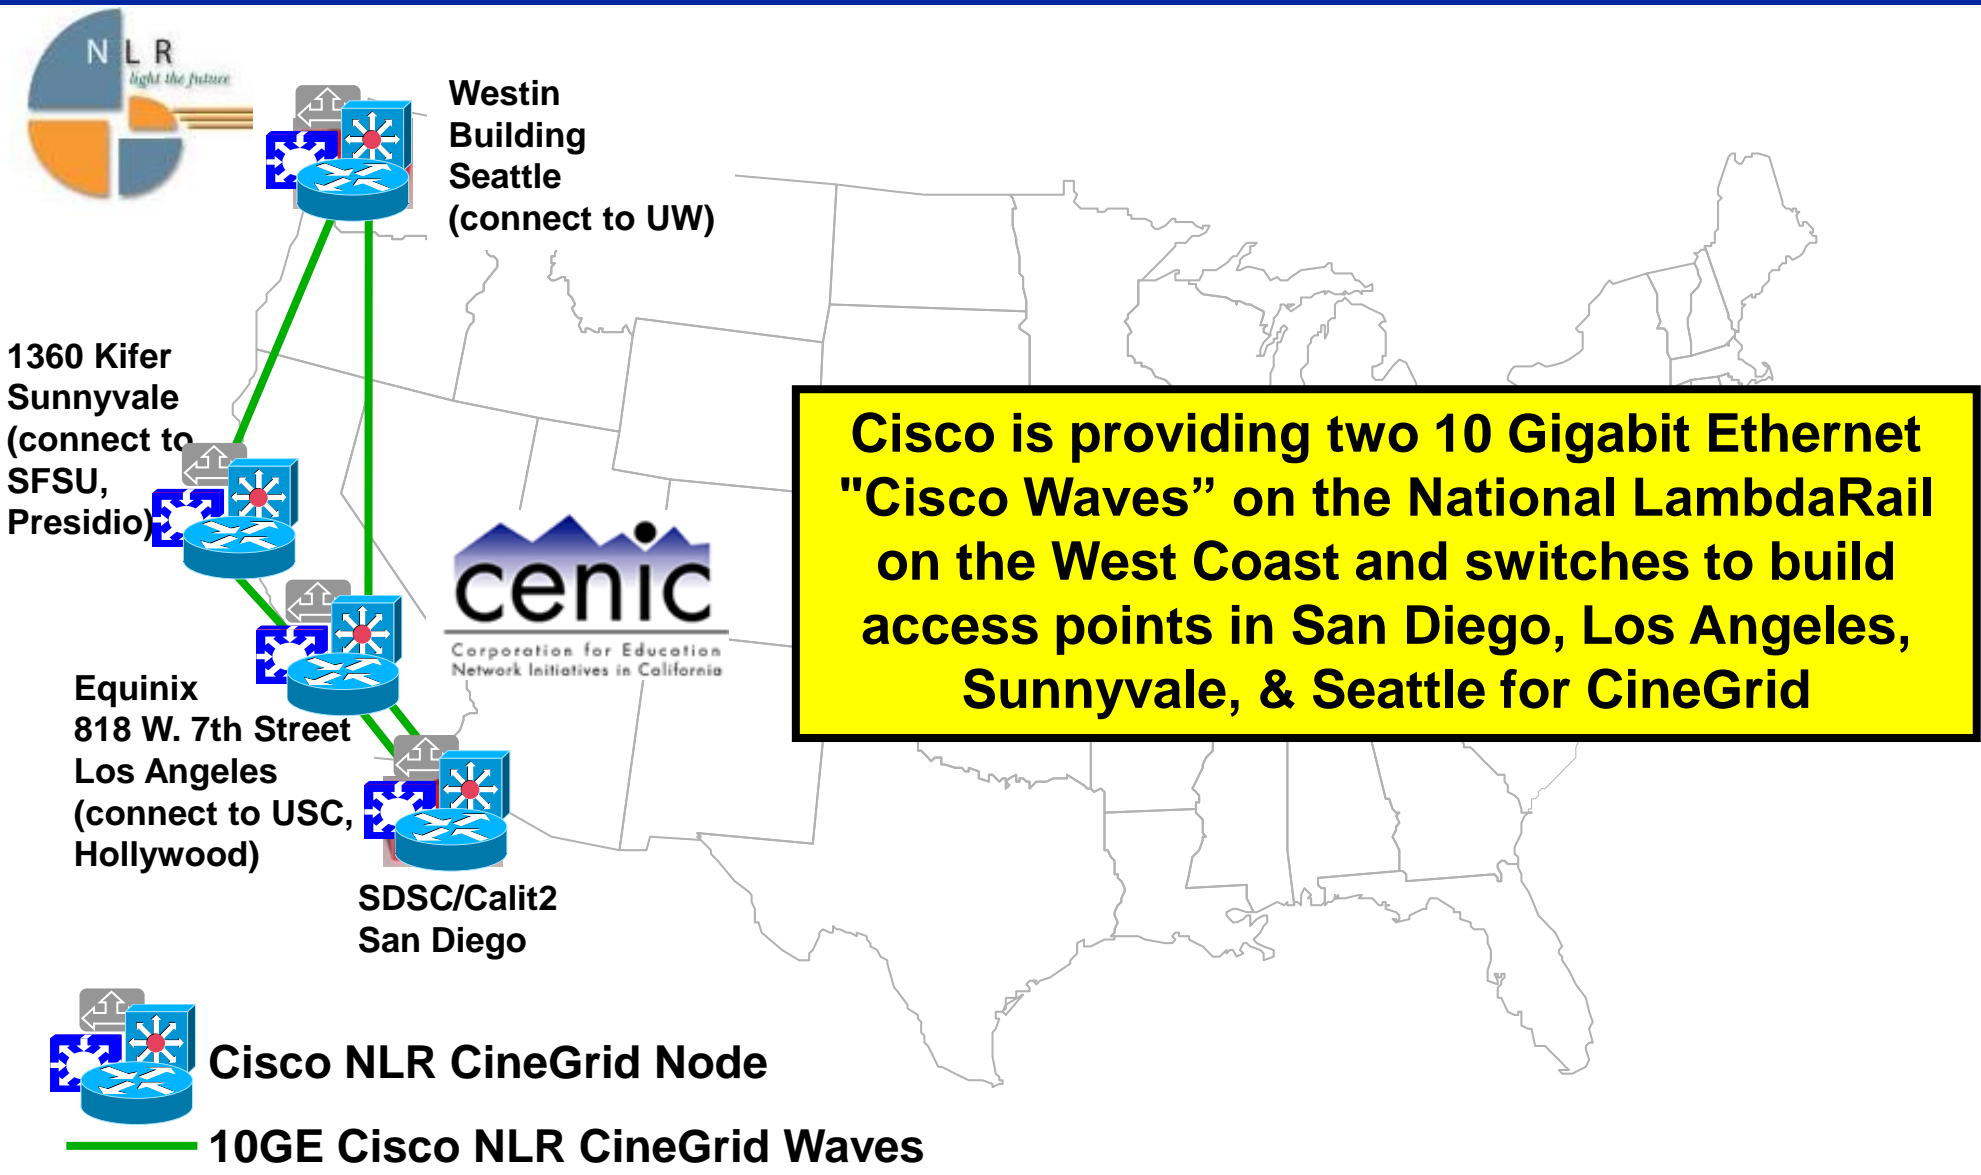 N L R
light the future
Westin
Building
Seattle
(connect to UW)
1360 Kifer
Sunnyvale
(connect to
SFSU,
Presidio)
Cisco is providing two 10 Gigabit Ethernet
"Cisco Waves” on the National LambdaRail
on the West Coast and switches to build
access points in San Diego, Los Angeles,
Sunnyvale, & Seattle for CineGrid
cenic
Corporation for Education
Network Initiatives in California
Equinix
818 W. 7th Street
Los Angeles
(connect to USC,
Hollywood)
SDSC/Calit2
San Diego
Cisco NLR CineGrid Node
10GE Cisco NLR CineGrid Waves